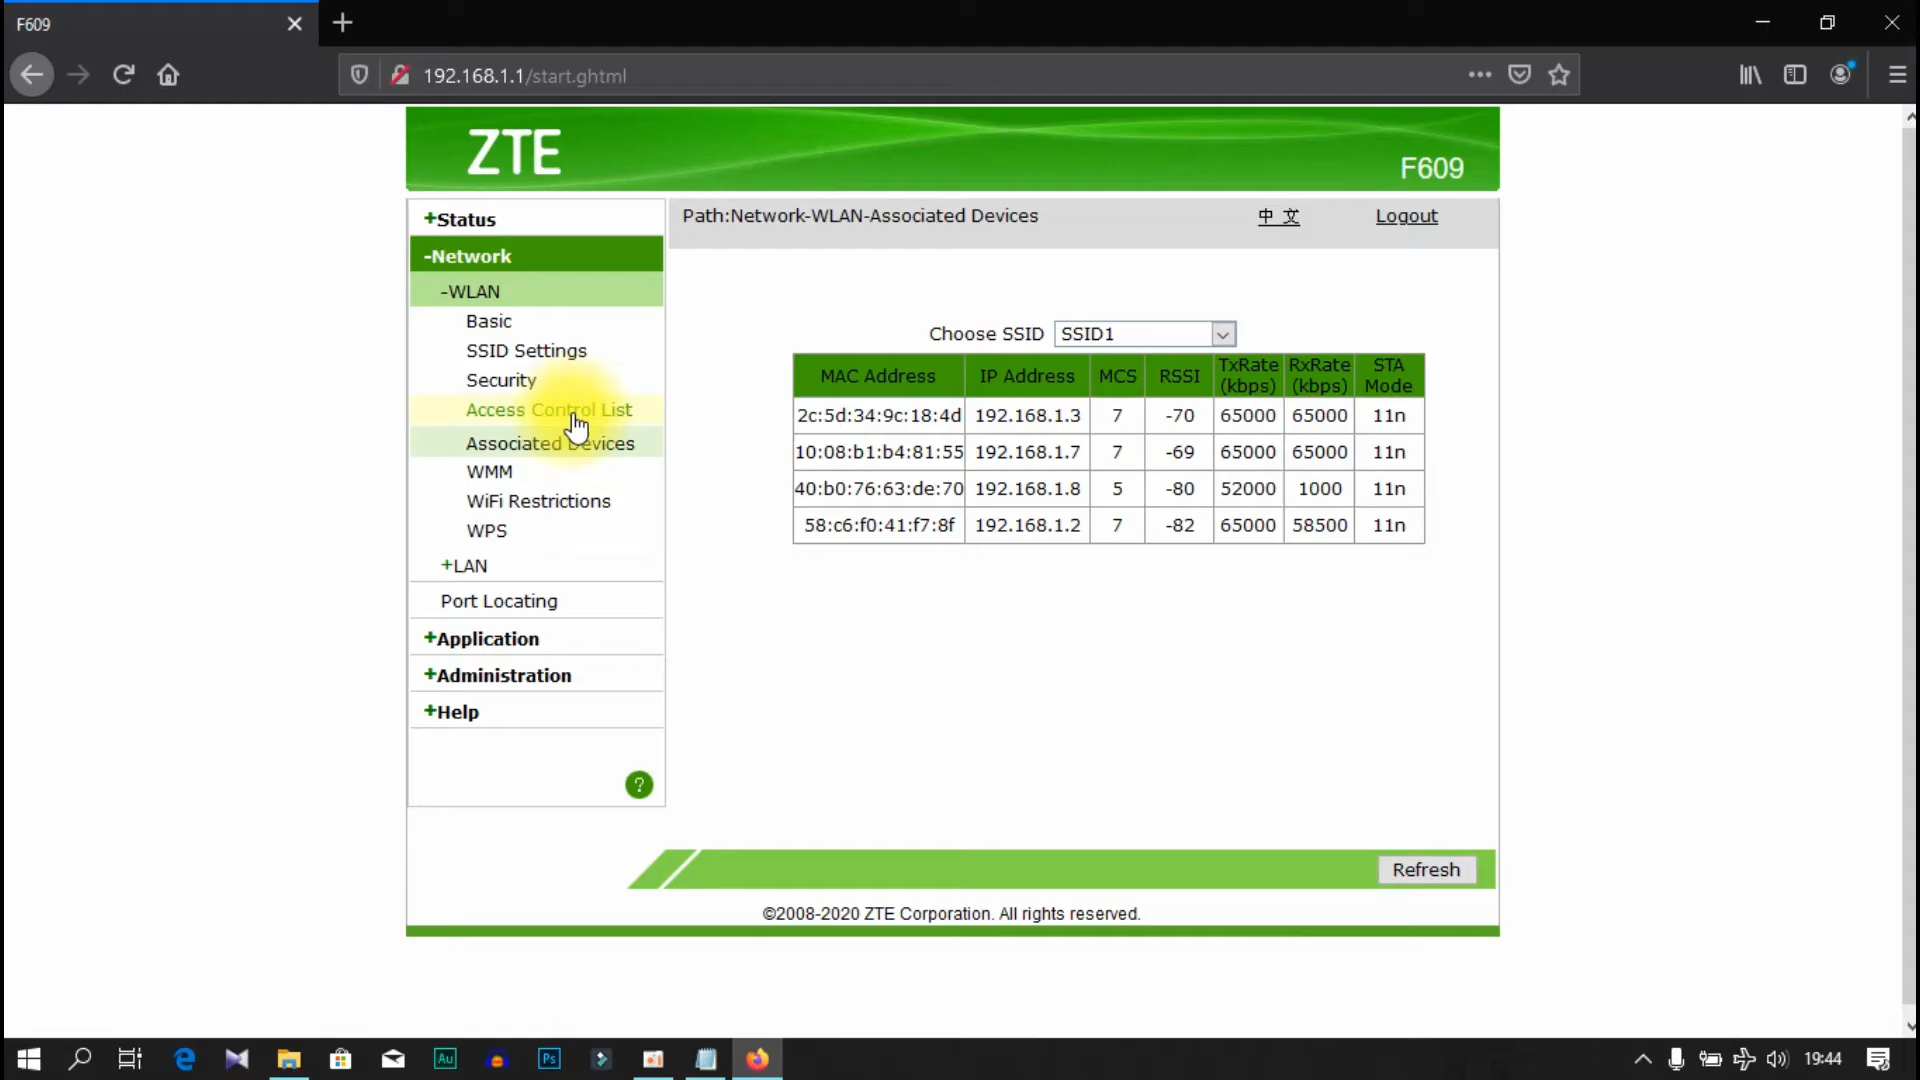 F609
192.168.1.1/start.ghtml
ZTE
F609
+Status
-Network
-WLAN
Basic
SSID Settings
Security
Access Control List
Associated Devices
WMM
WiFi Restrictions
WPS
+LAN
Port Locating
+Application
+Administration
+Help
?
Path:Network-WLAN-Associated Devices
中 文
Logout
Choose SSID SSID1
MAC Address IP Address MCS RSSI TxRate (kbps) RxRate (kbps) STA Mode
2c:5d:34:9c:18:4d 192.168.1.3 7 -70 65000 65000 11n
10:08:b1:b4:81:55 192.168.1.7 7 -69 65000 65000 11n
40:b0:76:63:de:70 192.168.1.8 5 -80 52000 1000 11n
58:c6:f0:41:f7:8f 192.168.1.2 7 -82 65000 58500 11n
Refresh
©2008-2020 ZTE Corporation. All rights reserved.
Au
Ps
19:44